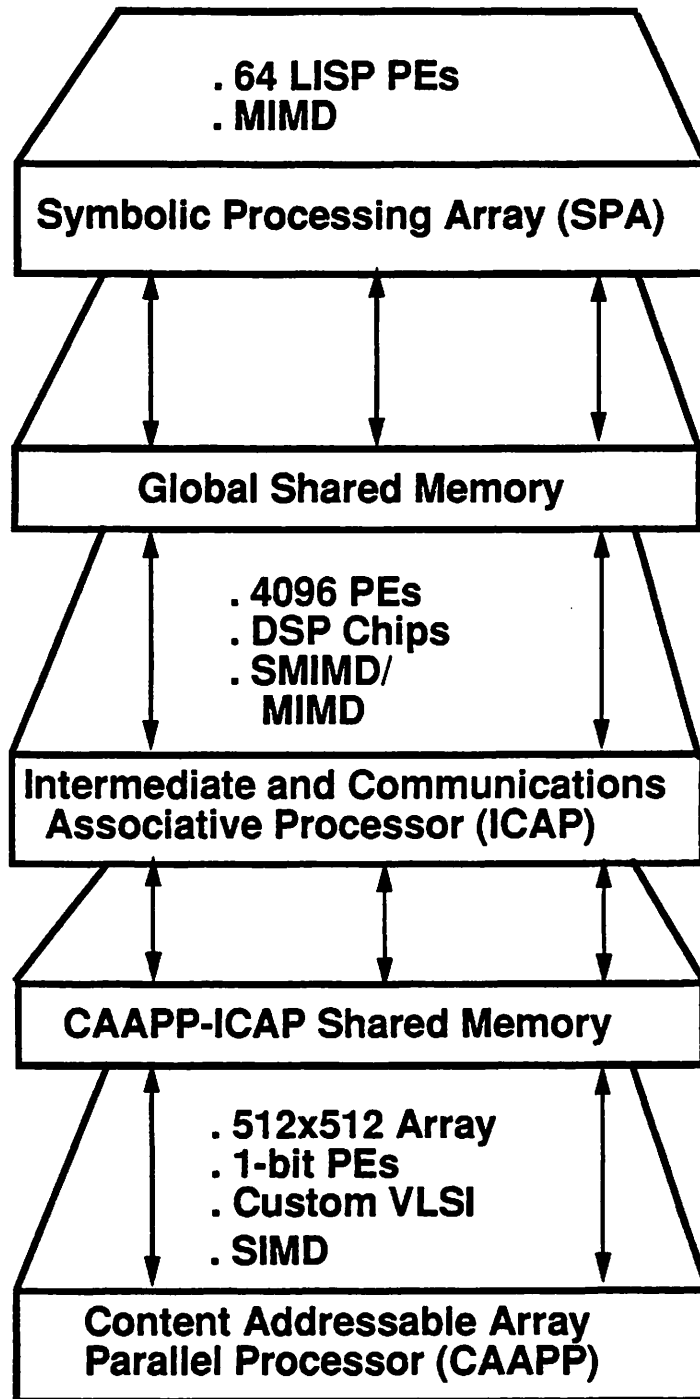 . 64 LISP PEs
. MIMD
Symbolic Processing Array (SPA)
Global Shared Memory
. 4096 PEs
. DSP Chips
. SMIMD/
MIMD
Intermediate and Communications
Associative Processor (ICAP)
CAAPP-ICAP Shared Memory
. 512x512 Array
. 1-bit PEs
. Custom VLSI
. SIMD
Content Addressable Array
Parallel Processor (CAAPP)